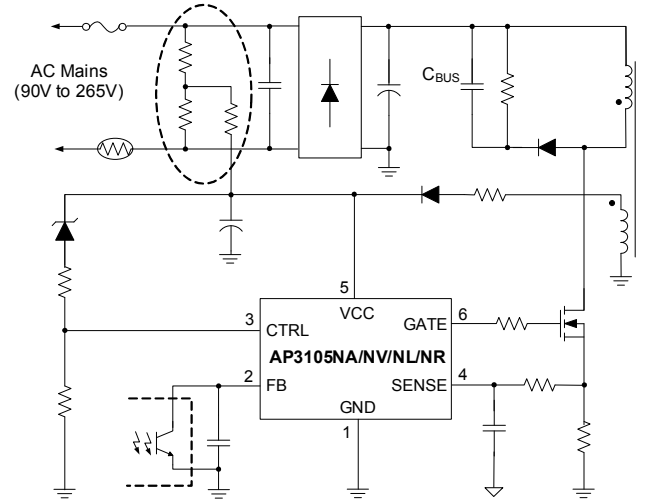 AC Mains
(90V to 265V)
CBUS
5
VCC
3
CTRL
GATE
6
AP3105NA/NV/NL/NR
2
FB
SENSE
4
GND
1